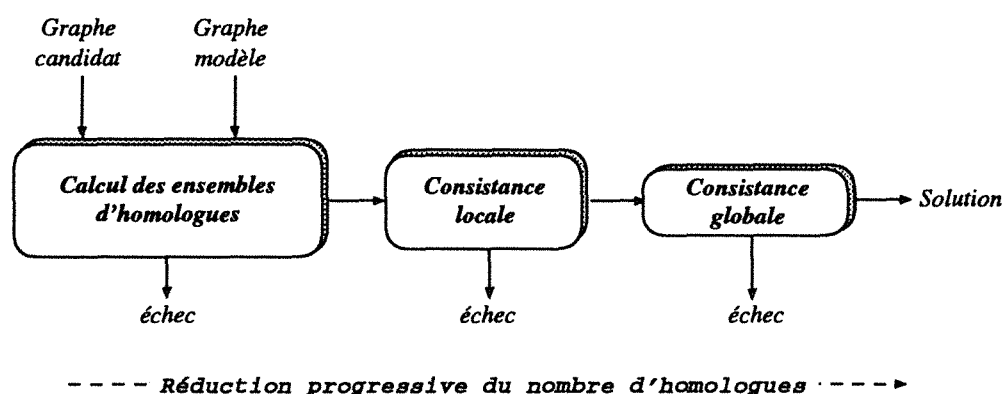 Graphe
candidat
Graphe
modèle
Calcul des ensembles
d'homologues
Consistance
locale
Consistance
globale
Solution
échec
échec
échec
Réduction progressive du nombre d'homologues